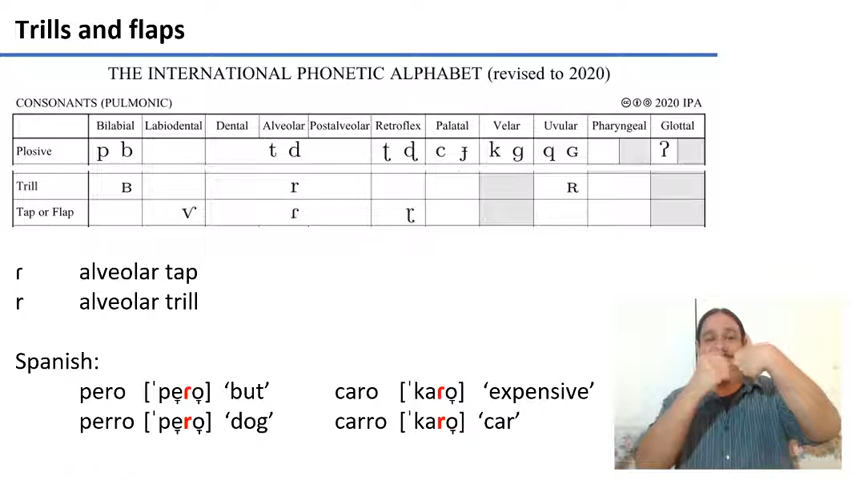 Trills and flaps
THE INTERNATIONAL PHONETIC ALPHABET (revised to 2020)
CONSONANTS (PULMONIC) 2020 IPA
Bilabial Labiodental Dental Alveolar Postalveolar Retroflex Palatal Velar Uvular Pharyngeal Glottal
Plosive p b t d ʈ ɖ c ɟ k ɡ q ɢ ʔ
Trill ʙ r ʀ
Tap or Flap ⱱ ɾ ɽ
ɾ alveolar tap
r alveolar trill
Spanish:
pero [ˈpe̞ɾo̞] ‘but’ caro [ˈkaɾo̞] ‘expensive’
perro [ˈpe̞ro̞] ‘dog’ carro [ˈkaro̞] ‘car’